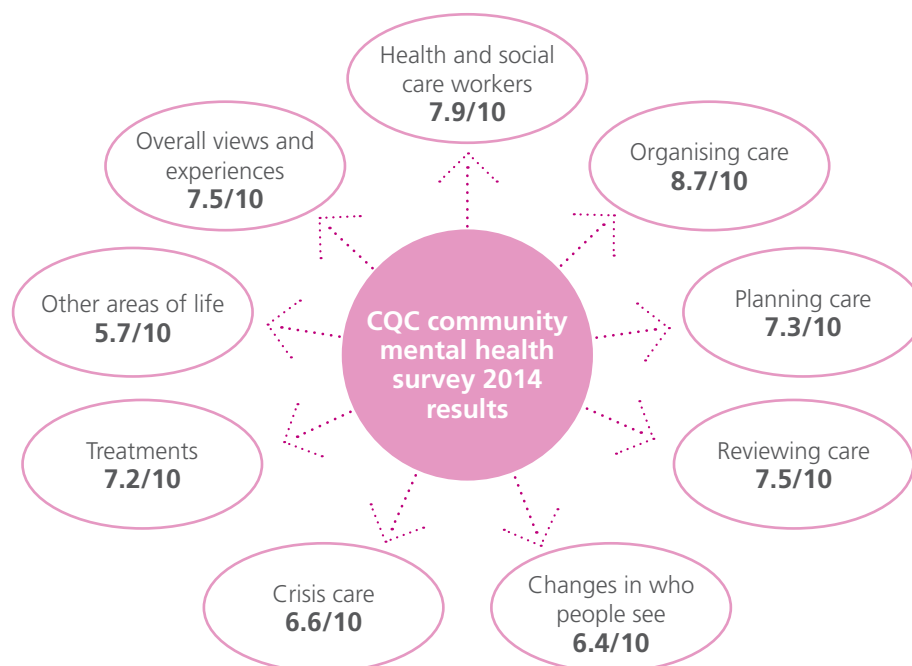 Health and social
care workers
7.9/10
Organising care
8.7/10
Planning care
7.3/10
Reviewing care
7.5/10
Changes in who
people see
6.4/10
Crisis care
6.6/10
Treatments
7.2/10
Other areas of life
5.7/10
Overall views and
experiences
7.5/10
CQC community
mental health
survey 2014
results